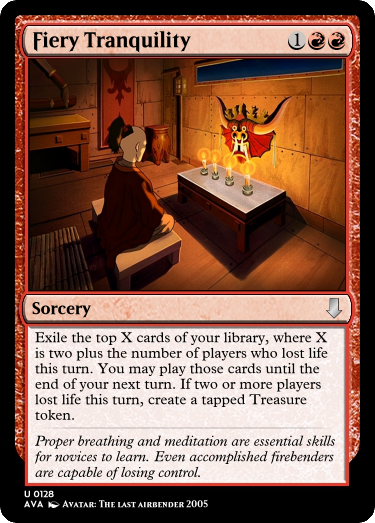 Fiery Tranquility 1
Sorcery
Exile the top X cards of your library, where X
is two plus the number of players who lost life
this turn. You may play those cards until the
end of your next turn. If two or more players
lost life this turn, create a tapped Treasure
token.
Proper breathing and meditation are essential skills
for novices to learn. Even accomplished firebenders
are capable of losing control.
U 0128
AVA Avatar: The last airbender 2005